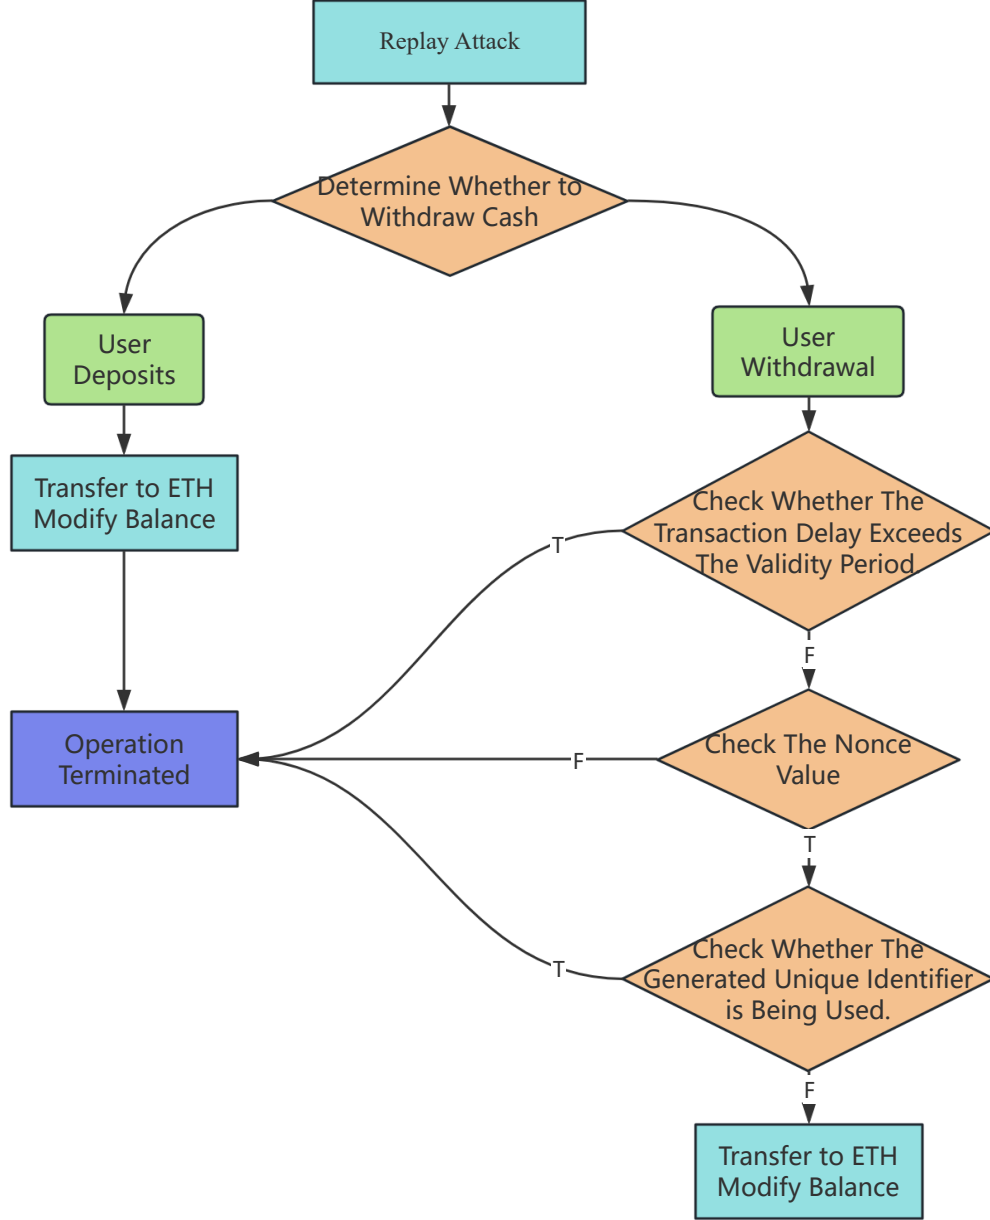 Replay Attack
Determine Whether to
Withdraw Cash
User
Deposits
User
Withdrawal
Transfer to ETH
Modify Balance
Check Whether The
Transaction Delay Exceeds
The Validity Period.
T
F
Operation
Terminated
Check The Nonce
Value
F
T
Check Whether The
Generated Unique Identifier
is Being Used.
T
F
Transfer to ETH
Modify Balance